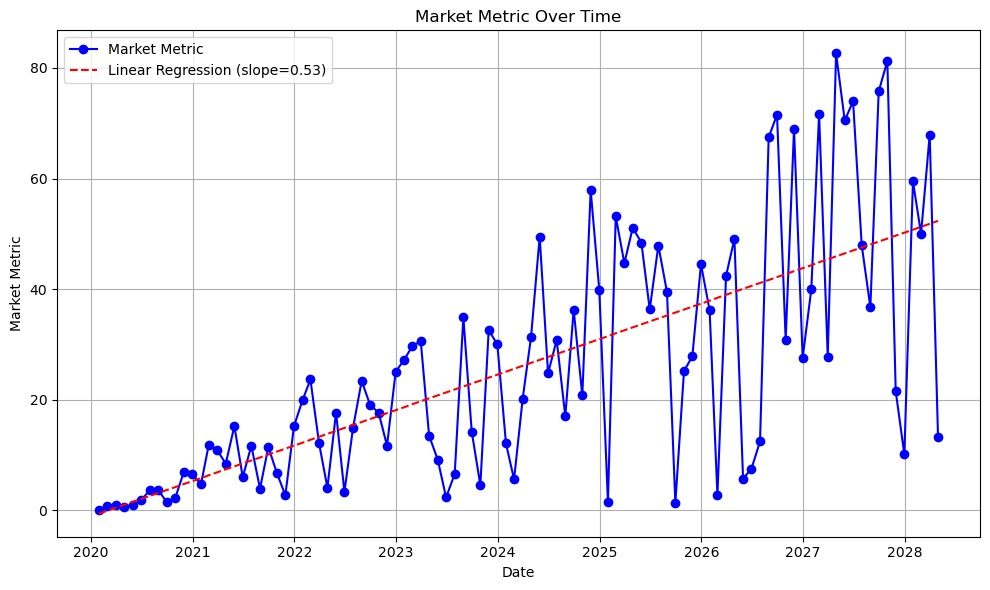 Market Metric Over Time
Market Metric
Linear Regression (slope=0.53)
Market Metric
80
60
40
20
0
2020 2021 2022 2023 2024 2025 2026 2027 2028
Date